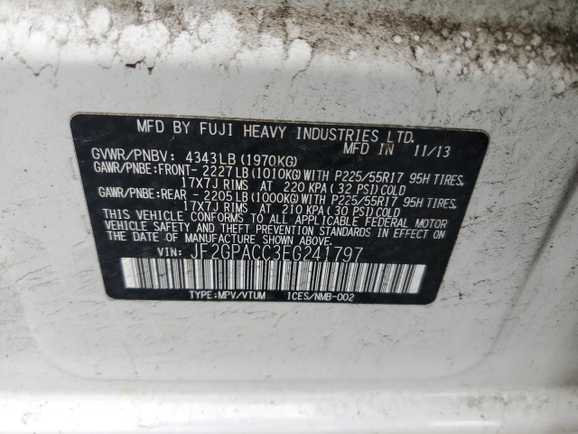 MFD BY FUJI HEAVY INDUSTRIES LTD.
MFD IN 11/13
GVWR/PNBV: 4343LB(1970KG)
GAWR/PNBE:FRONT- 2227LB(1010KG)WITH P225/55R17 95H TIRES,
17X7J RIMS AT 220 KPA(32 PSI)COLD
GAWR/PNBE:REAR - 2205LB(1000KG)WITH P225/55R17 95H TIRES,
17X7J RIMS AT 210 KPA(30 PSI)COLD
THIS VEHICLE CONFORMS TO ALL APPLICABLE FEDERAL MOTOR
VEHICLE SAFETY AND THEFT PREVENTION STANDARDS IN EFFECT
ON THE DATE OF MANUFACTURE SHOWN ABOVE.
VIN: JF2GPACC3EG241797
TYPE:MPV/VTUM ICES/NMB-002